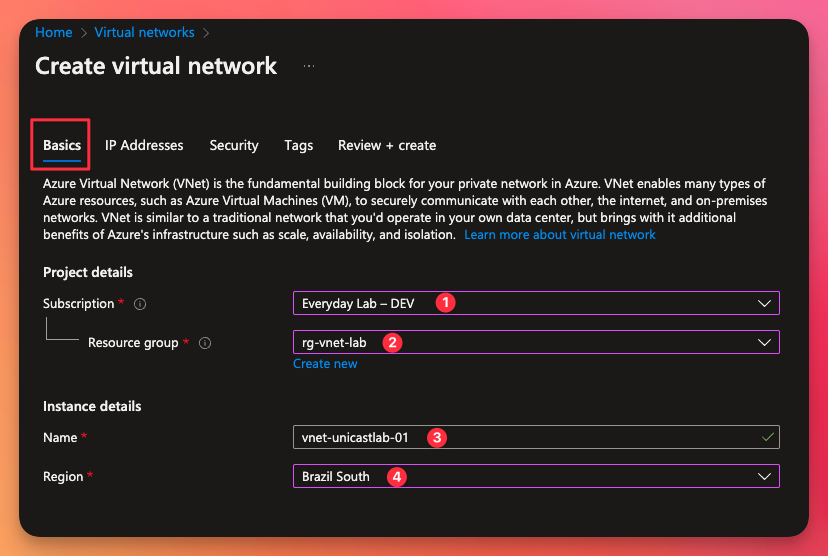 Home > Virtual networks >
Create virtual network ...
Basics IP Addresses Security Tags Review + create
Azure Virtual Network (VNet) is the fundamental building block for your private network in Azure. VNet enables many types of
Azure resources, such as Azure Virtual Machines (VM), to securely communicate with each other, the internet, and on-premises
networks. VNet is similar to a traditional network that you'd operate in your own data center, but brings with it additional
benefits of Azure's infrastructure such as scale, availability, and isolation. Learn more about virtual network
Project details
Subscription * Everyday Lab – DEV 1
Resource group * rg-vnet-lab 2
Create new
Instance details
Name * vnet-unicastlab-01 3
Region * Brazil South 4